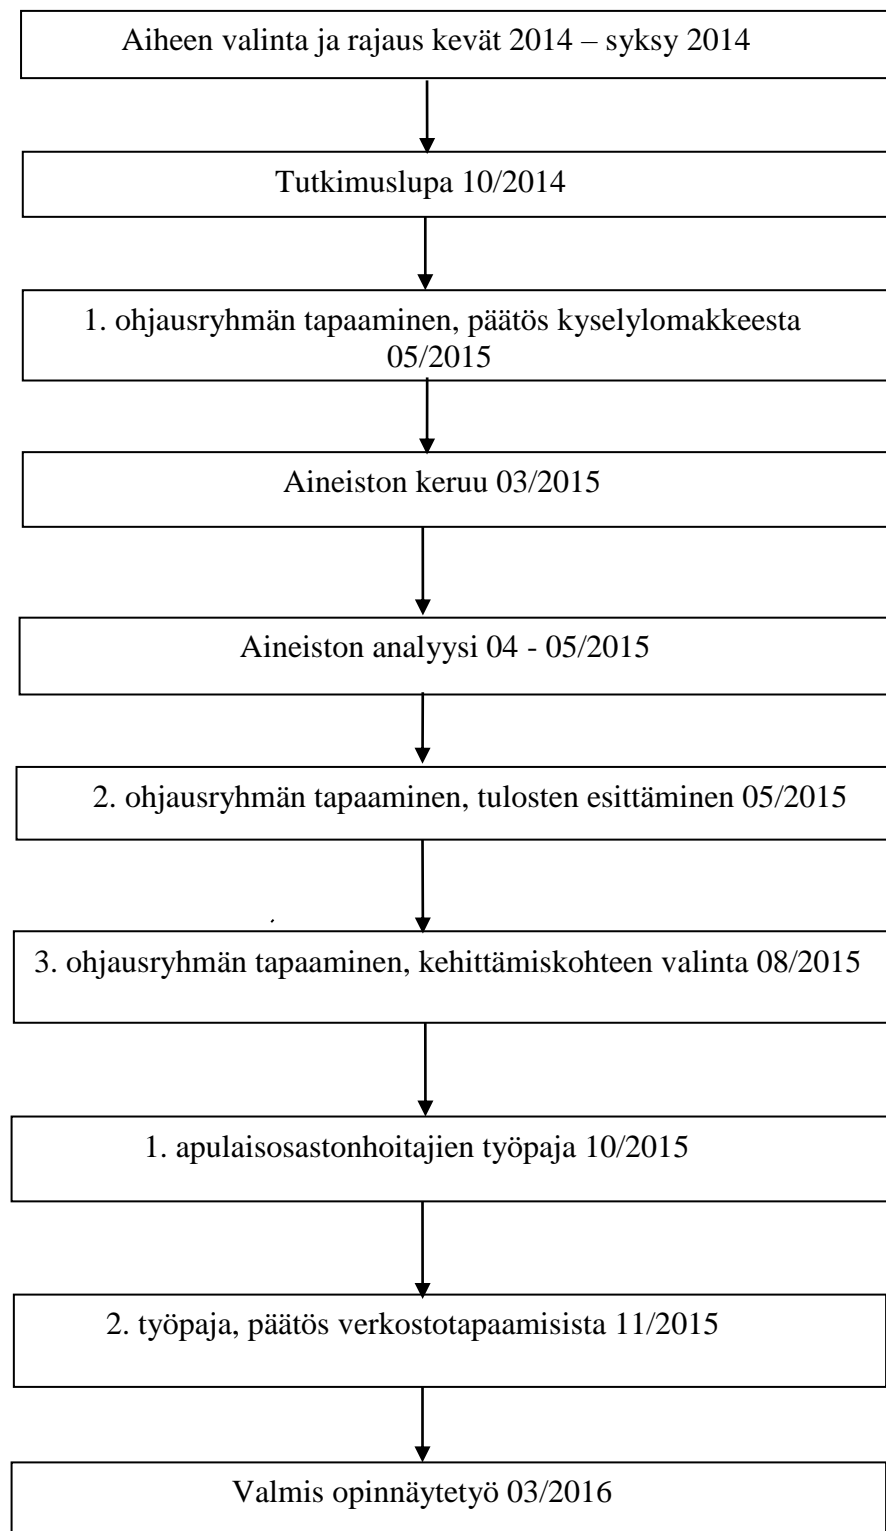 Aiheen valinta ja rajaus kevät 2014 – syksy 2014
Tutkimuslupa 10/2014
1. ohjausryhmän tapaaminen, päätös kyselylomakkeesta
05/2015
Aineiston keruu 03/2015
Aineiston analyysi 04 - 05/2015
2. ohjausryhmän tapaaminen, tulosten esittäminen 05/2015
3. ohjausryhmän tapaaminen, kehittämiskohteen valinta 08/2015
1. apulaisosastonhoitajien työpaja 10/2015
2. työpaja, päätös verkostotapaamisista 11/2015
Valmis opinnäytetyö 03/2016